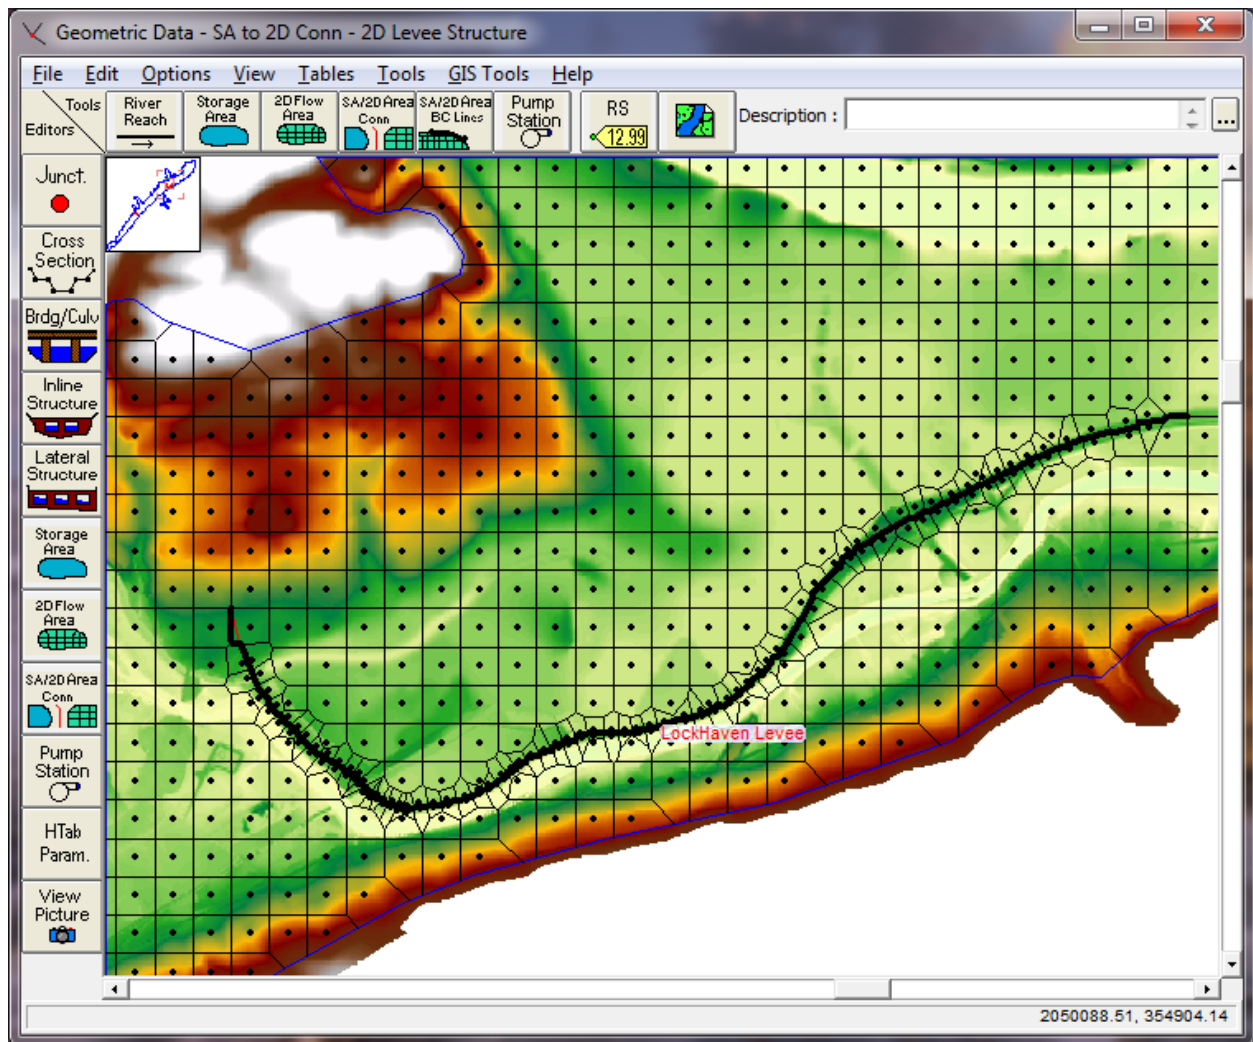 Geometric Data - SA to 2D Conn - 2D Levee Structure
File Edit Options View Tables Tools GIS Tools Help
Tools
Editors
River
Reach
Storage
Area
2D Flow
Area
SA/2D Area
Conn
SA/2D Area
BC Lines
Pump
Station
RS
12.99
Description :
...
Junct.
Cross
Section
Brdg/Culv
Inline
Structure
Lateral
Structure
Storage
Area
2D Flow
Area
SA/2D Area
Conn
Pump
Station
HTab
Param.
View
Picture
LockHaven Levee
2050088.51, 354904.14